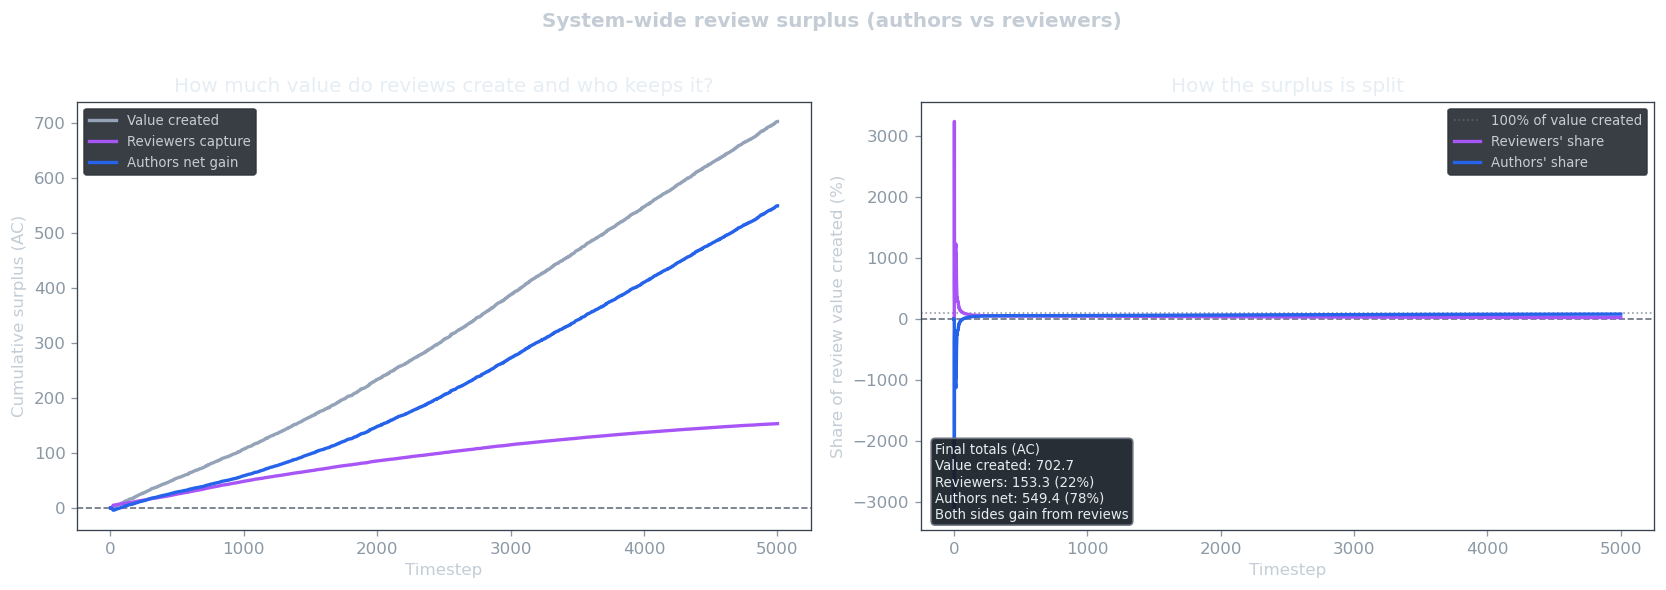 System-wide review surplus (authors vs reviewers)
How much value do reviews create and who keeps it?
Value created
Reviewers capture
Authors net gain
Cumulative surplus (AC)
700
600
500
400
300
200
100
0
0
1000
2000
3000
4000
5000
Timestep
How the surplus is split
100% of value created
Reviewers' share
Authors' share
Share of review value created (%)
3000
2000
1000
0
−1000
−2000
−3000
Final totals (AC)
Value created: 702.7
Reviewers: 153.3 (22%)
Authors net: 549.4 (78%)
Both sides gain from reviews
0
1000
2000
3000
4000
5000
Timestep